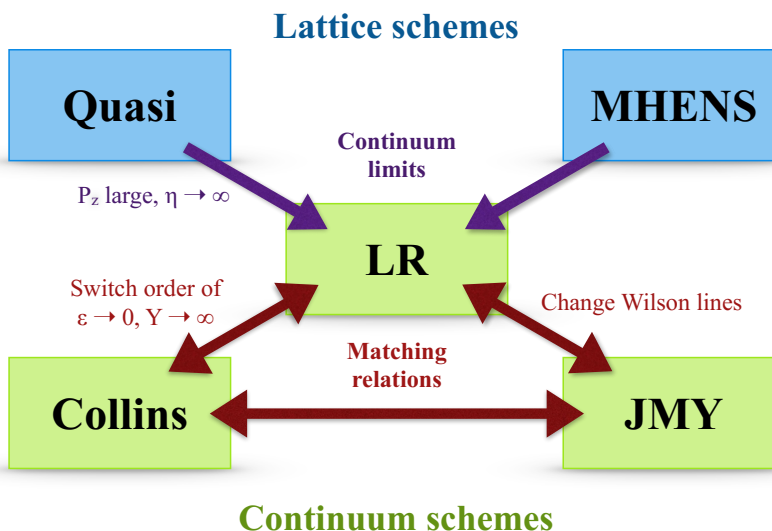 Lattice schemes
Quasi
MHENS
Continuum
limits
P_z large, η → ∞
LR
Switch order of
ε → 0, Y → ∞
Change Wilson lines
Matching
relations
Collins
JMY
Continuum schemes